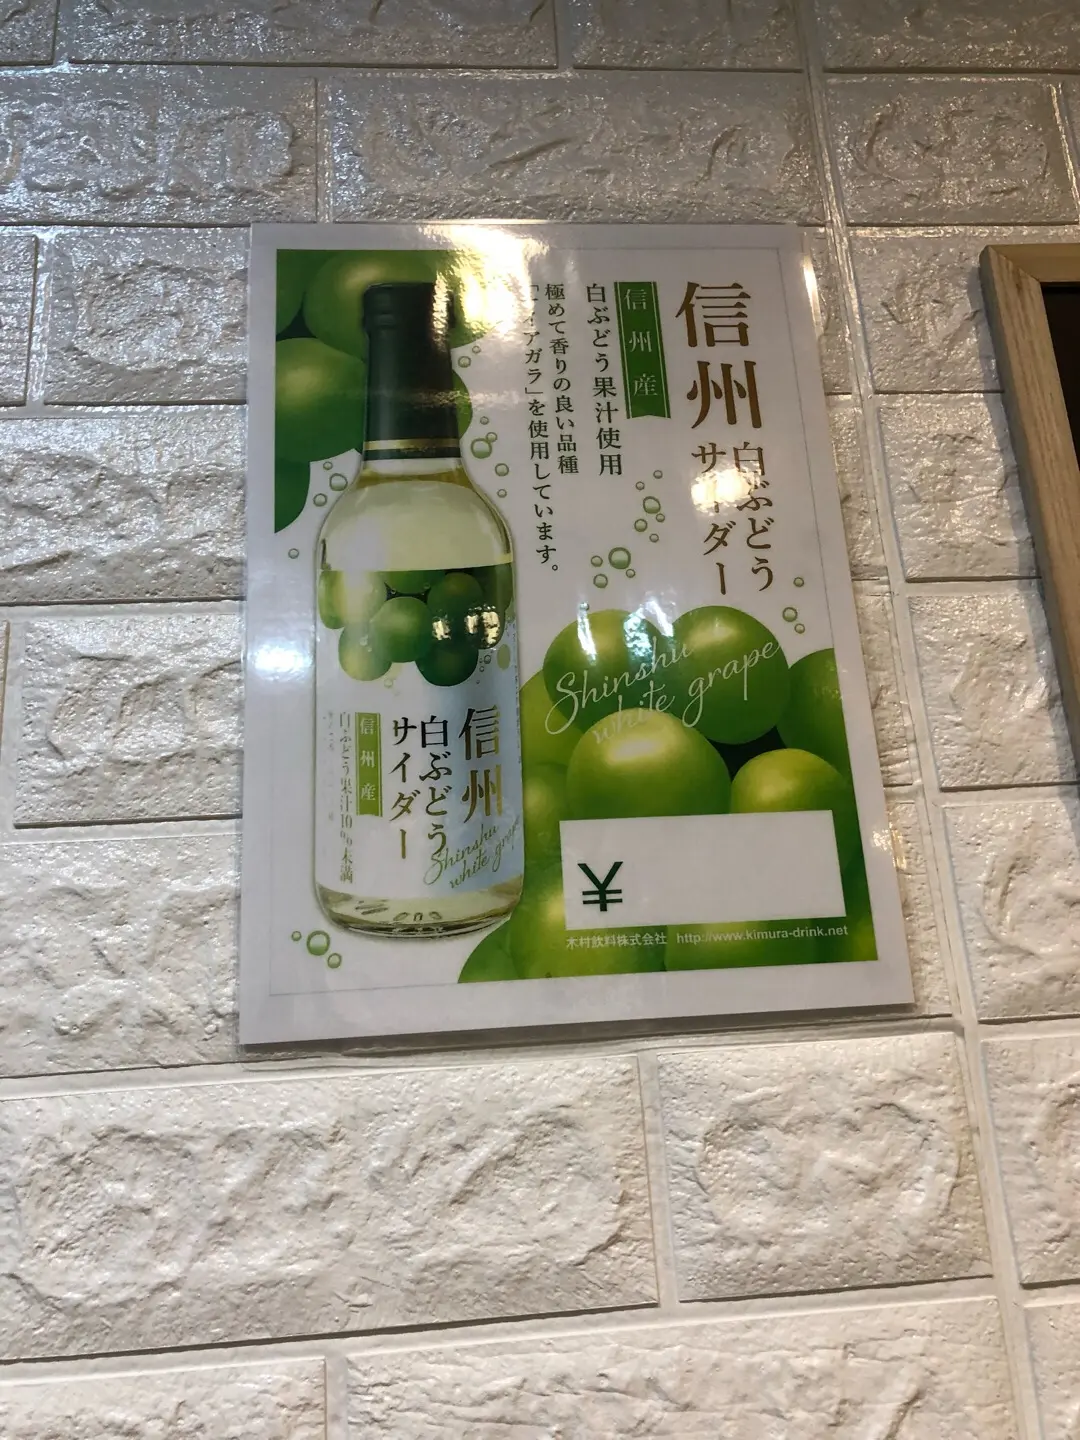 信州
白ぶどう
サイダー
信州産
白ぶどう果汁使用
極めて香りの良い品種
「ナイアガラ」を使用しています。
Shinshu
white grape
信州
白ぶどう
サイダー
Shinshu
white grape
信州産
白ぶどう果汁10%未満
¥
木村飲料株式会社 http://www.kimura-drink.net